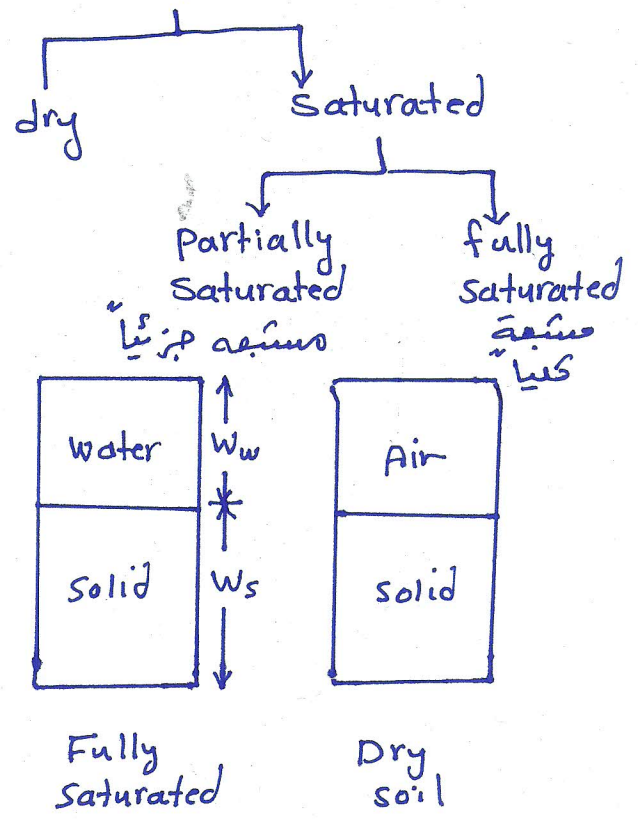 dry
Saturated
Partially
Saturated
مشبعه جزئياً
fully
saturated
مشبعة
كلياً
Water
Ww
Solid
Ws
Air
Solid
Fully
Saturated
Dry
soil